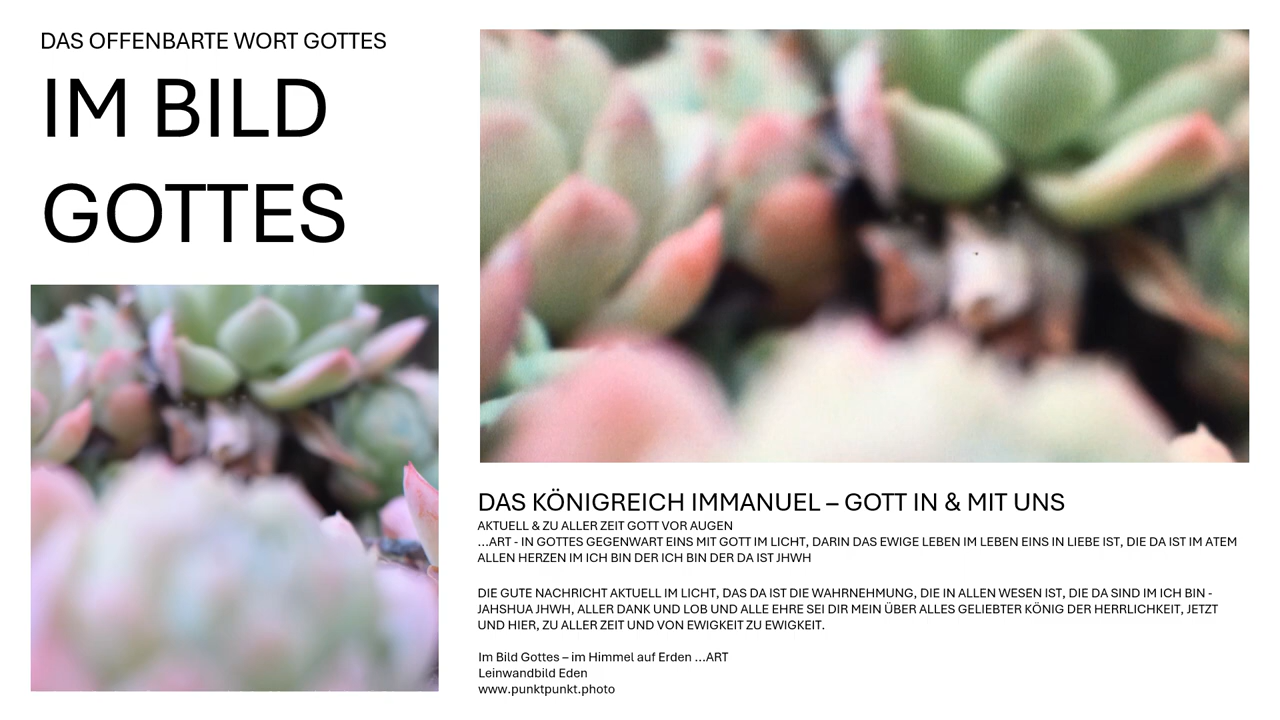 DAS OFFENBARTE WORT GOTTES
IM BILD
GOTTES
DAS KÖNIGREICH IMMANUEL – GOTT IN & MIT UNS
AKTUELL & ZU ALLER ZEIT GOTT VOR AUGEN
...ART - IN GOTTES GEGENWART EINS MIT GOTT IM LICHT, DARIN DAS EWIGE LEBEN IM LEBEN EINS IN LIEBE IST, DIE DA IST IM ATEM
ALLEN HERZEN IM ICH BIN DER ICH BIN DER DA IST JHWH
DIE GUTE NACHRICHT AKTUELL IM LICHT, DAS DA IST DIE WAHRNEHMUNG, DIE IN ALLEN WESEN IST, DIE DA SIND IM ICH BIN -
JAHSHUA JHWH, ALLER DANK UND LOB UND ALLE EHRE SEI DIR MEIN ÜBER ALLES GELIEBTER KÖNIG DER HERRLICHKEIT, JETZT
UND HIER, ZU ALLER ZEIT UND VON EWIGKEIT ZU EWIGKEIT.
Im Bild Gottes – im Himmel auf Erden ...ART
Leinwandbild Eden
www.punktpunkt.photo